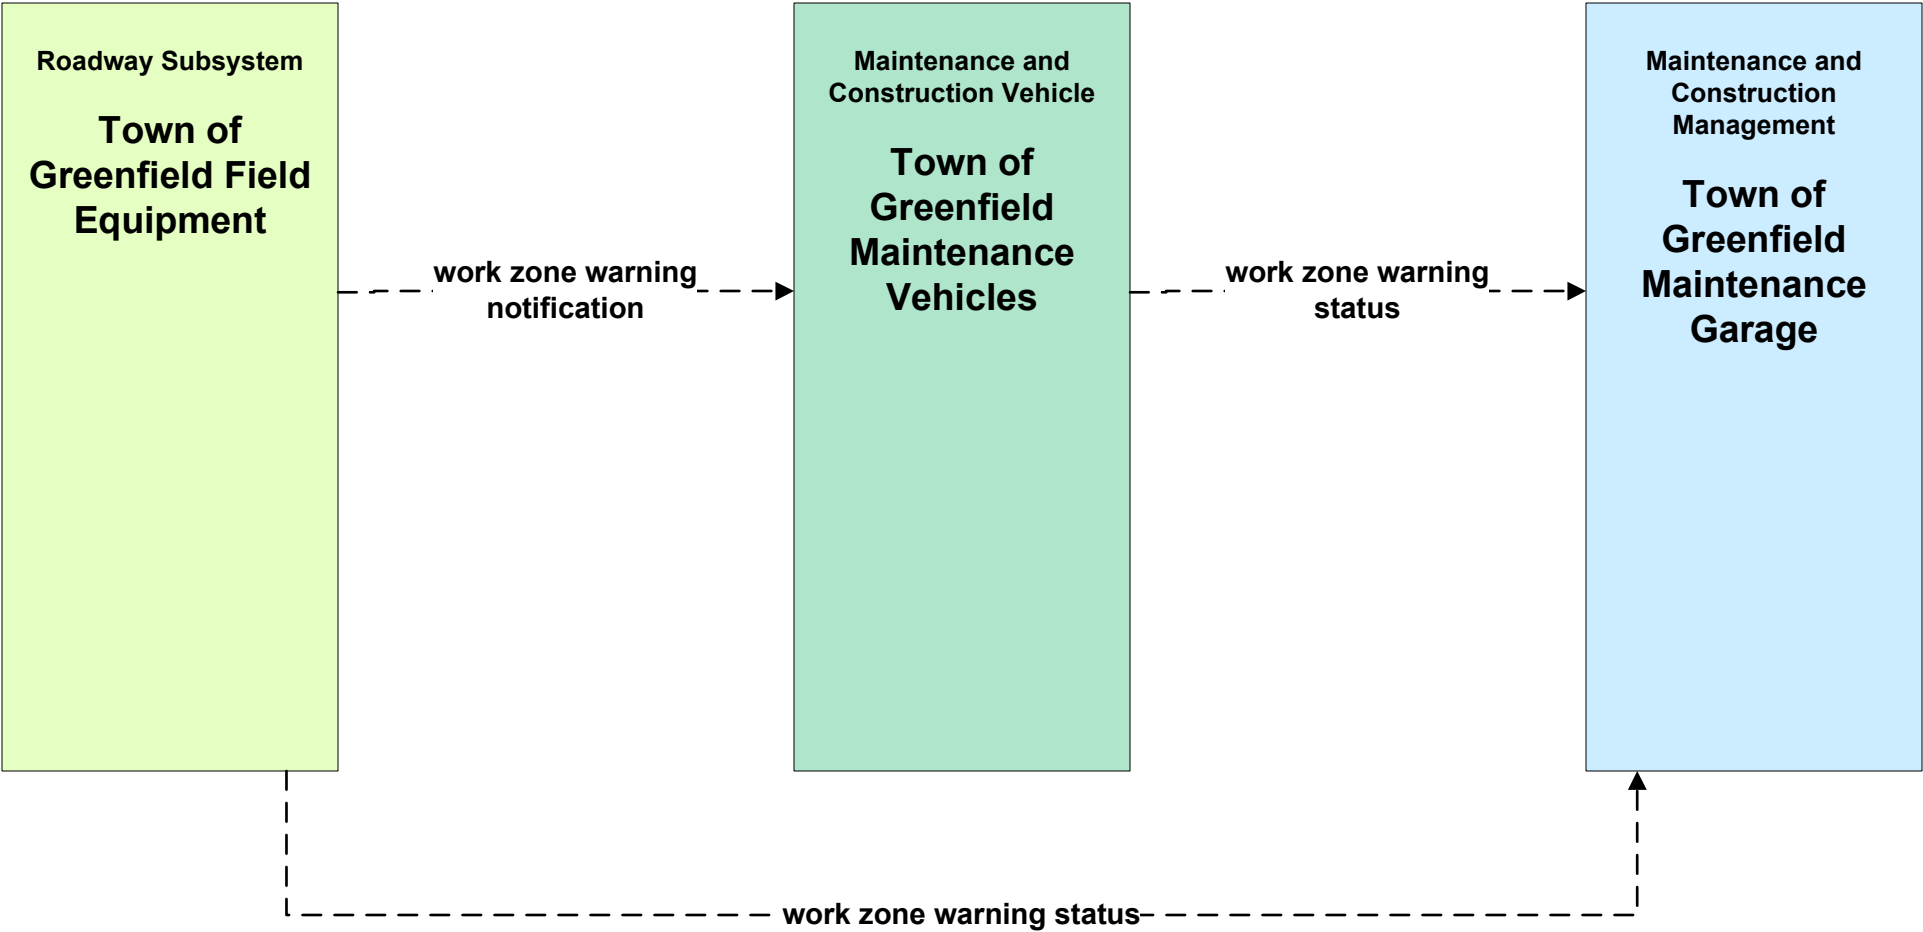 Roadway Subsystem
Town of
Greenfield Field
Equipment
work zone warning
notification
Maintenance and
Construction Vehicle
Town of
Greenfield
Maintenance
Vehicles
work zone warning
status
Maintenance and
Construction
Management
Town of
Greenfield
Maintenance
Garage
work zone warning status